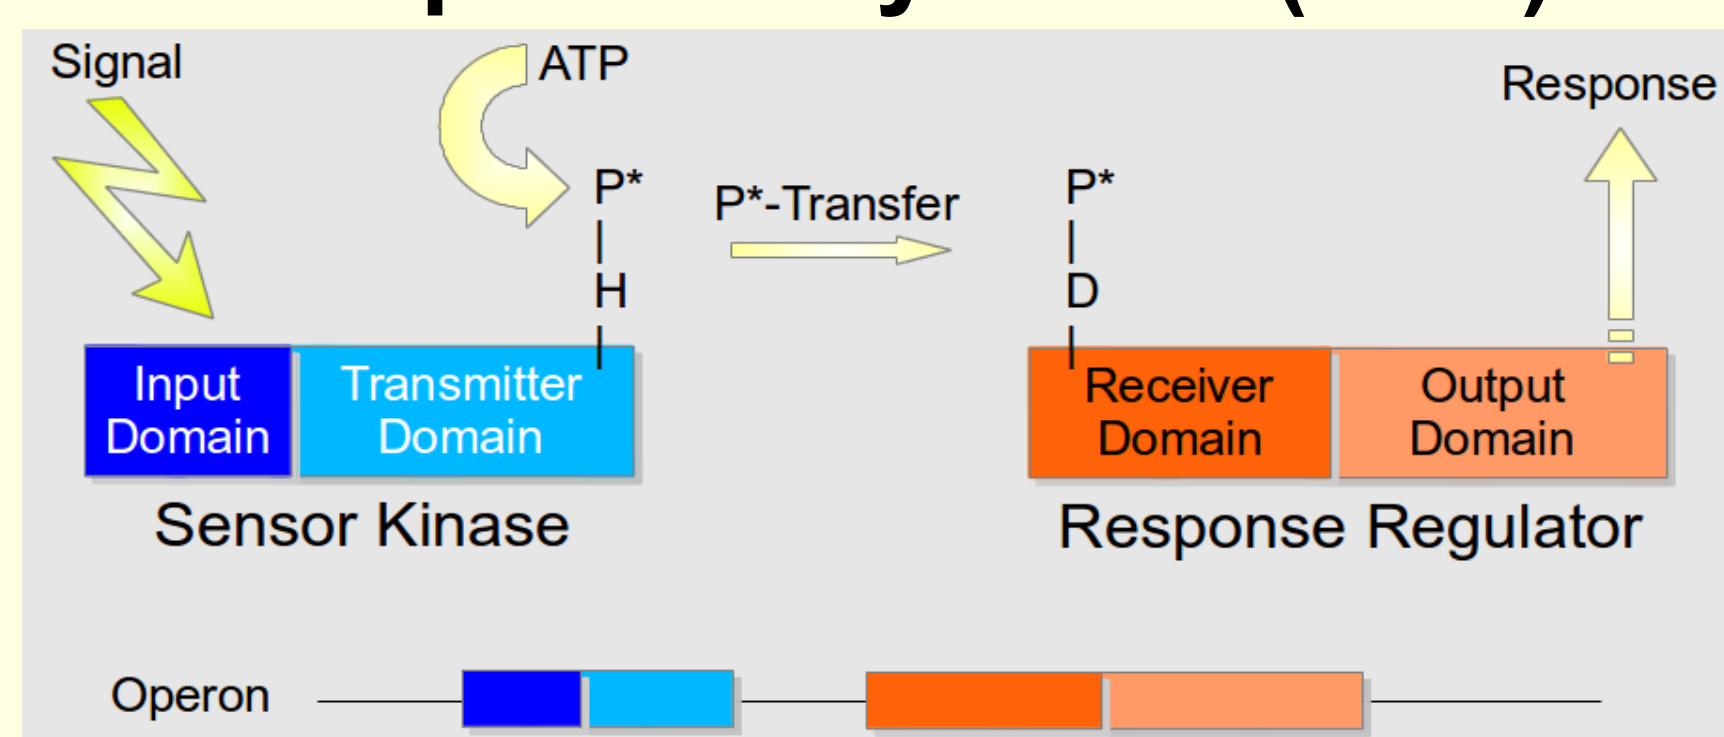 Signal
ATP
Response
P*
P*-Transfer
P*
|
|
H
D
|
|
Input
Domain
Transmitter
Domain
Receiver
Domain
Output
Domain
Sensor Kinase
Response Regulator
Operon